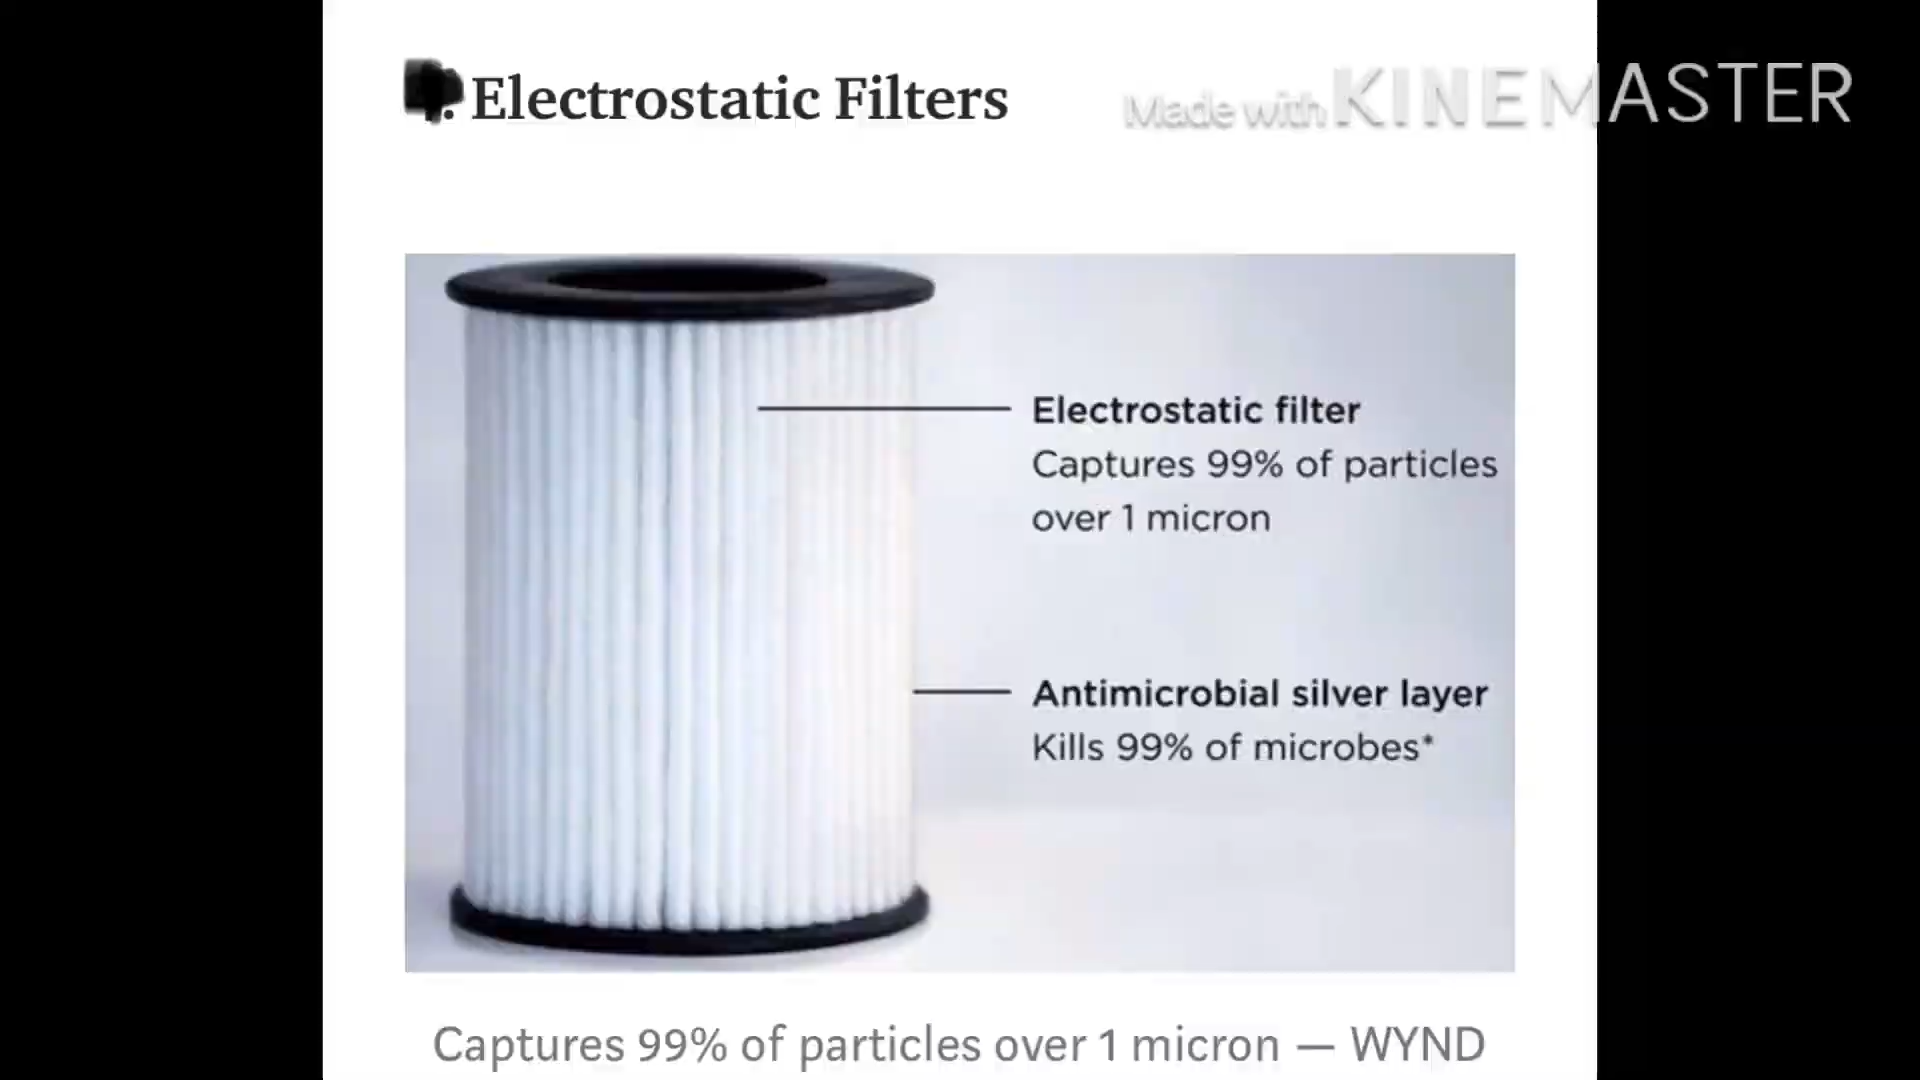 Electrostatic Filters
Made with KINEMASTER
Electrostatic filter
Captures 99% of particles
over 1 micron
Antimicrobial silver layer
Kills 99% of microbes*
Captures 99% of particles over 1 micron — WYND